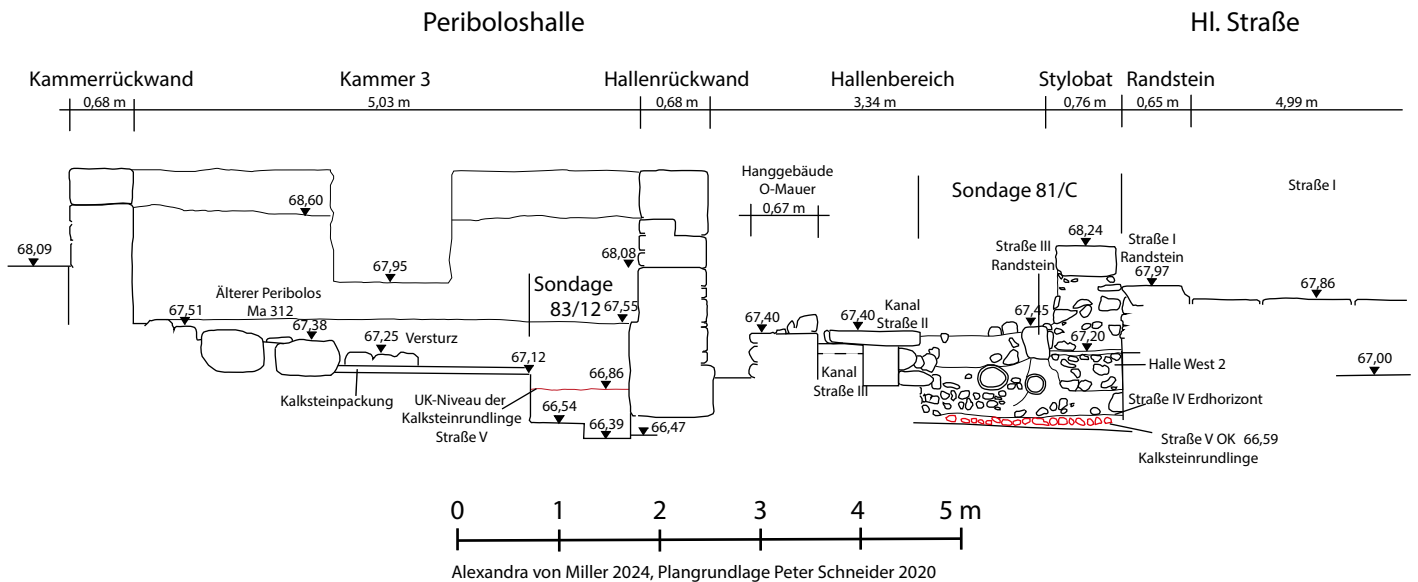 Periboloshalle
Hl. Straße
Kammerrückwand
Kammer 3
Hallenrückwand
Hallenbereich
Stylobat
Randstein
0,68 m
5,03 m
0,68 m
3,34 m
0,76 m
0,65 m
4,99 m
Hanggebäude
O-Mauer
0,67 m
Sondage 81/C
Straße I
68,60
68,09
67,95
68,08
68,24
Straße III
Randstein
Straße I
Randstein
67,97
67,86
Sondage
83/12
67,55
Älterer Peribolos
Ma 312
67,51
67,38
67,25
Versturz
67,12
67,40
67,40
Kanal
Straße II
67,45
67,20
Kanal
Straße III
Halle West 2
67,00
Kalksteinpackung
66,86
UK-Niveau der
Kalksteinrundlinge
Straße V
66,54
66,39
66,47
Straße IV Erdhorizont
Straße V OK 66,59
Kalksteinrundlinge
0 1 2 3 4 5 m
Alexandra von Miller 2024, Plangrundlage Peter Schneider 2020